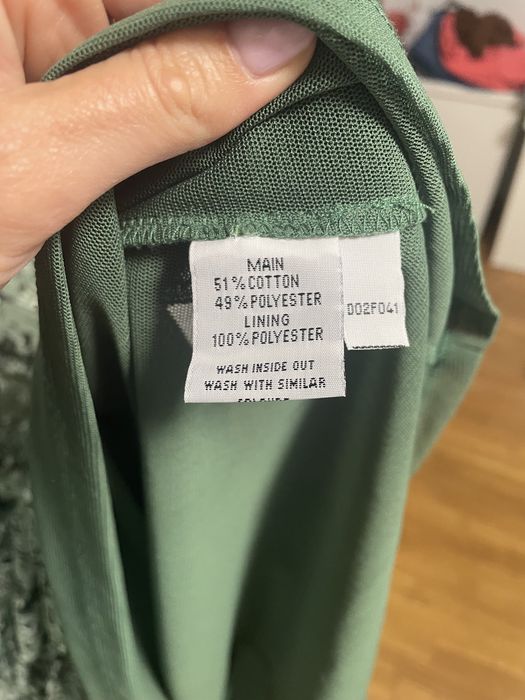 MAIN
51%COTTON
49%POLYESTER
LINING
100%POLYESTER
WASH INSIDE OUT
WASH WITH SIMILAR
D02F041